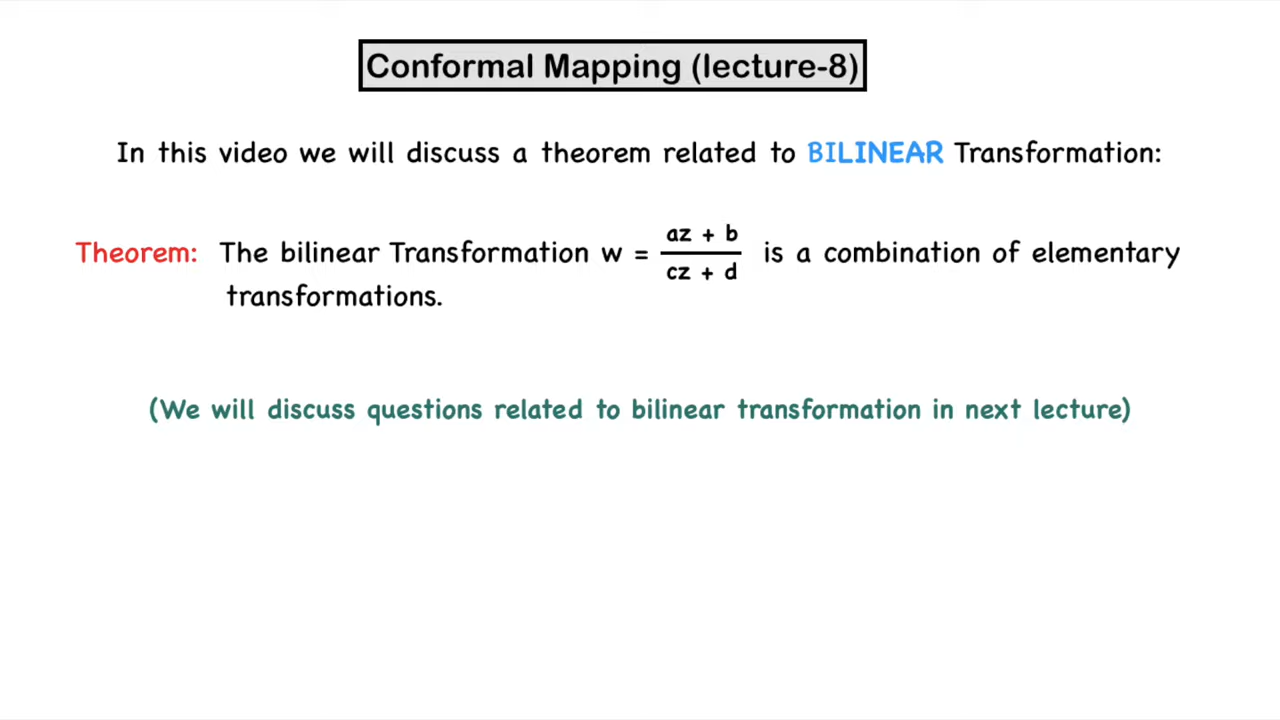 Conformal Mapping (lecture-8)
In this video we will discuss a theorem related to BILINEAR Transformation:
Theorem: The bilinear Transformation w = az + b / cz + d is a combination of elementary
transformations.
(We will discuss questions related to bilinear transformation in next lecture)